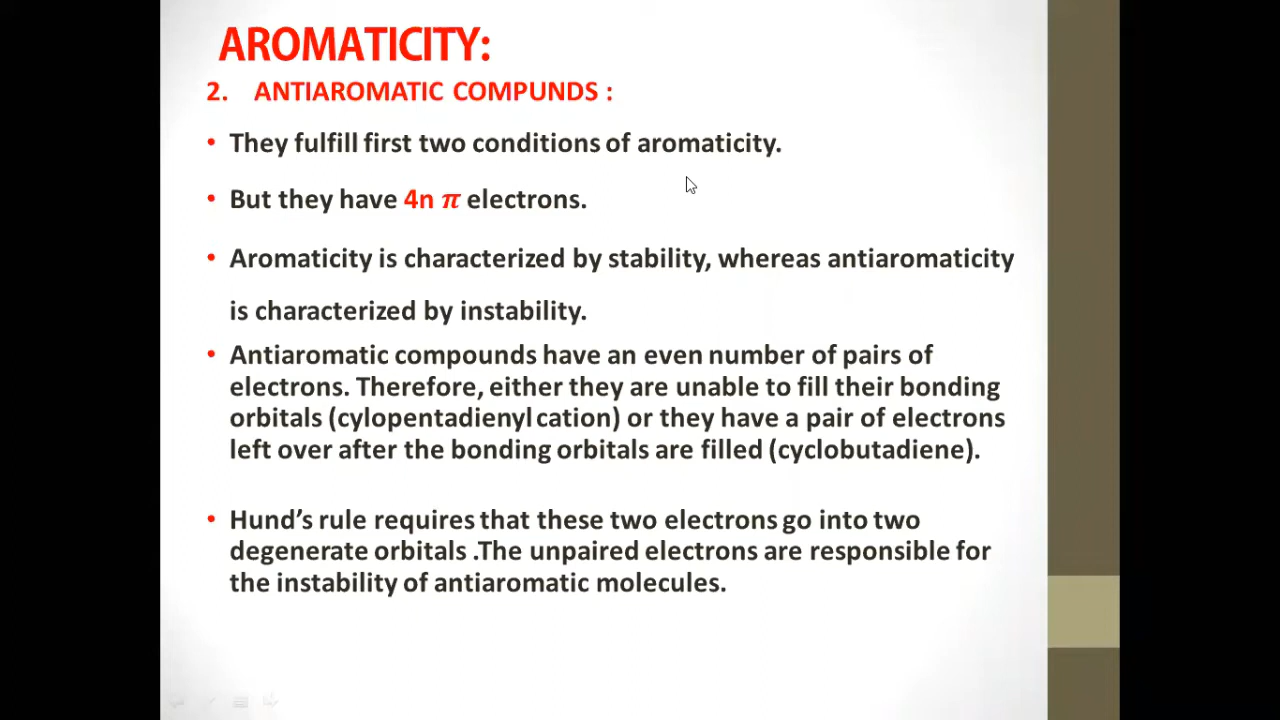 AROMATICITY:
2. ANTIAROMATIC COMPUNDS :
• They fulfill first two conditions of aromaticity.
• But they have 4n π electrons.
• Aromaticity is characterized by stability, whereas antiaromaticity
is characterized by instability.
• Antiaromatic compounds have an even number of pairs of
electrons. Therefore, either they are unable to fill their bonding
orbitals (cylopentadienyl cation) or they have a pair of electrons
left over after the bonding orbitals are filled (cyclobutadiene).
• Hund’s rule requires that these two electrons go into two
degenerate orbitals .The unpaired electrons are responsible for
the instability of antiaromatic molecules.